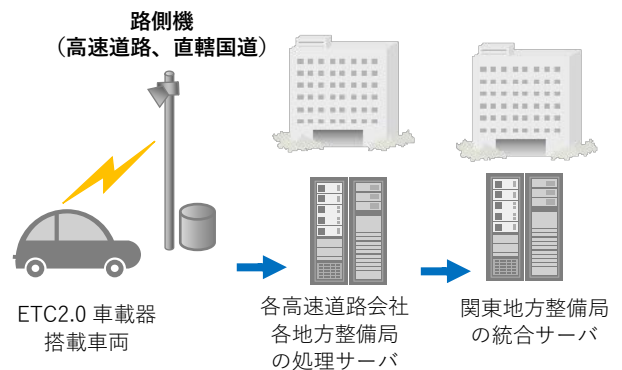 路側機
（高速道路、直轄国道）
ETC2.0 車載器
搭載車両
各高速道路会社
各地方整備局
の処理サーバ
関東地方整備局
の統合サーバ